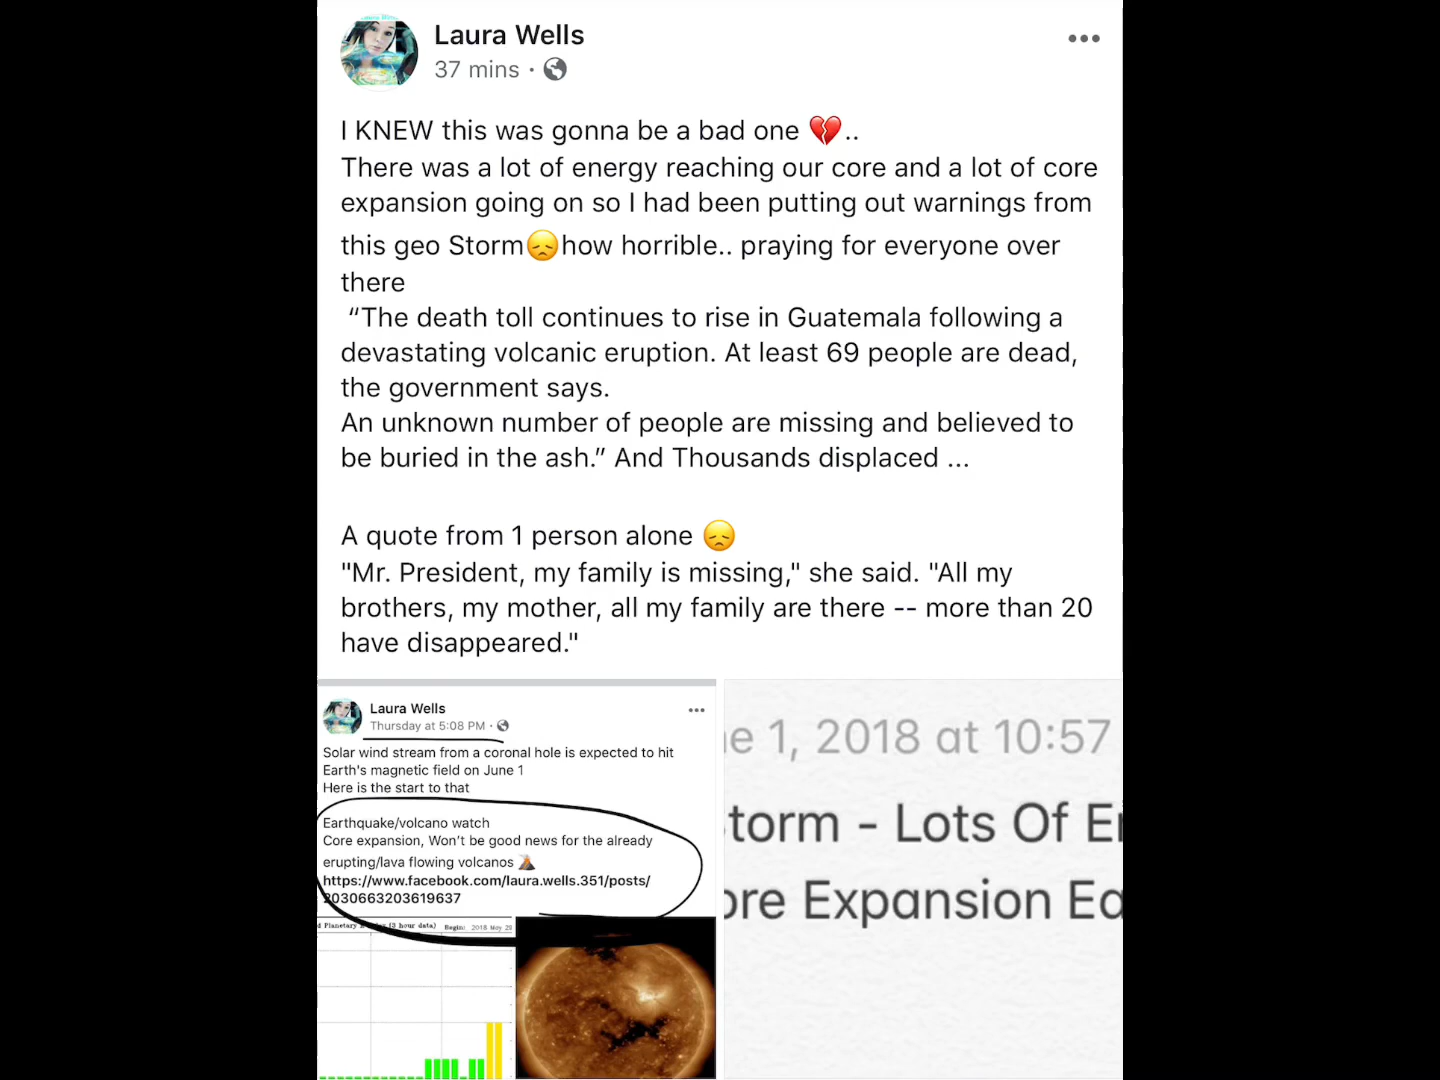 Laura Wells
37 mins ·
I KNEW this was gonna be a bad one 💔..
There was a lot of energy reaching our core and a lot of core
expansion going on so I had been putting out warnings from
this geo Storm😞how horrible.. praying for everyone over
there
“The death toll continues to rise in Guatemala following a
devastating volcanic eruption. At least 69 people are dead,
the government says.
An unknown number of people are missing and believed to
be buried in the ash.” And Thousands displaced ...
A quote from 1 person alone 😞
"Mr. President, my family is missing," she said. "All my
brothers, my mother, all my family are there -- more than 20
have disappeared."
Laura Wells
Thursday at 5:08 PM ·
Solar wind stream from a coronal hole is expected to hit
Earth's magnetic field on June 1
Here is the start to that
Earthquake/volcano watch
Core expansion, Won't be good news for the already
erupting/lava flowing volcanos 🌋
https://www.facebook.com/laura.wells.351/posts/
2030663203619637
d Planetary (3 hour data) Begin: 2018 May 29
e 1, 2018 at 10:57
torm - Lots Of E
ore Expansion Ea